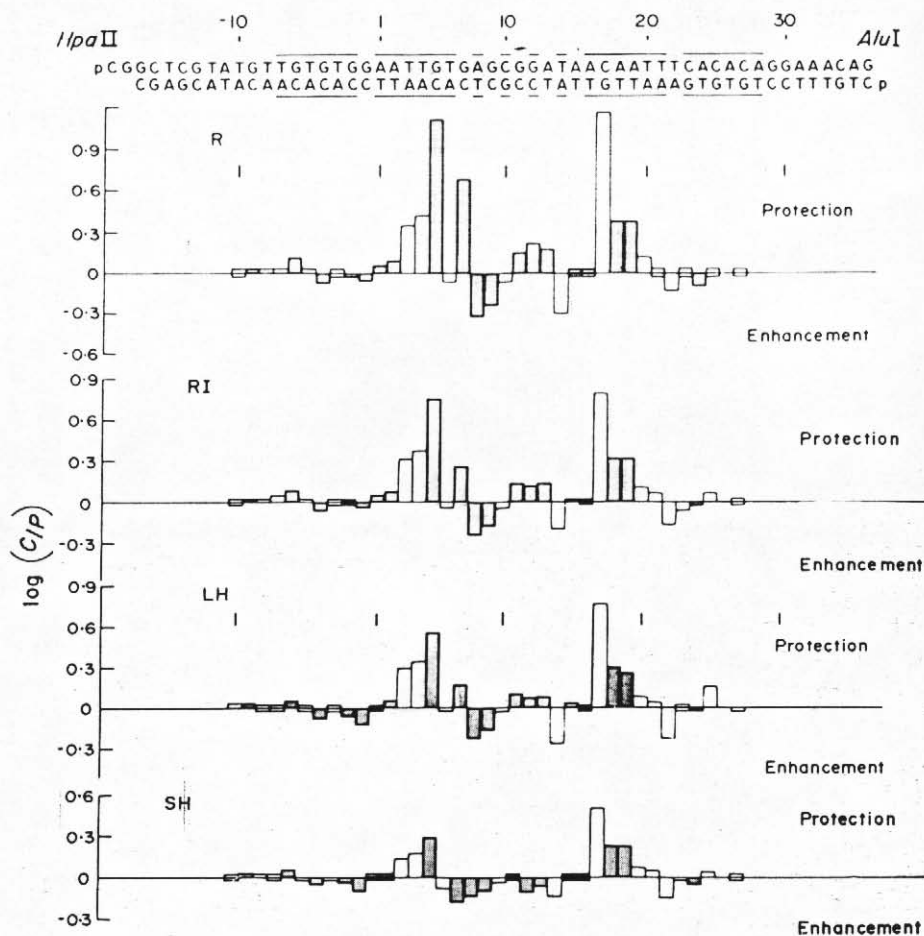 -10 1 10 20 30
HpaII AluI
pCGGCTCGTATGTTGTGTGGAATTGTGAGCGGATAACAATTTCACACAGGAAACAG
CGAGCATACAACACACCTTAACACTCGCCTATTGTTAAAGTGTGTCCTTTGTCp
R
0·9
0·6
Protection
0·3
0
-0·3
Enhancement
-0·6
0·9
RI
0·6
Protection
0·3
0
-0·3
Enhancement
log (C/P)
0·9
LH
0·6
Protection
0·3
0
-0·3
Enhancement
0·6
SH
Protection
0·3
0
-0·3
Enhancement